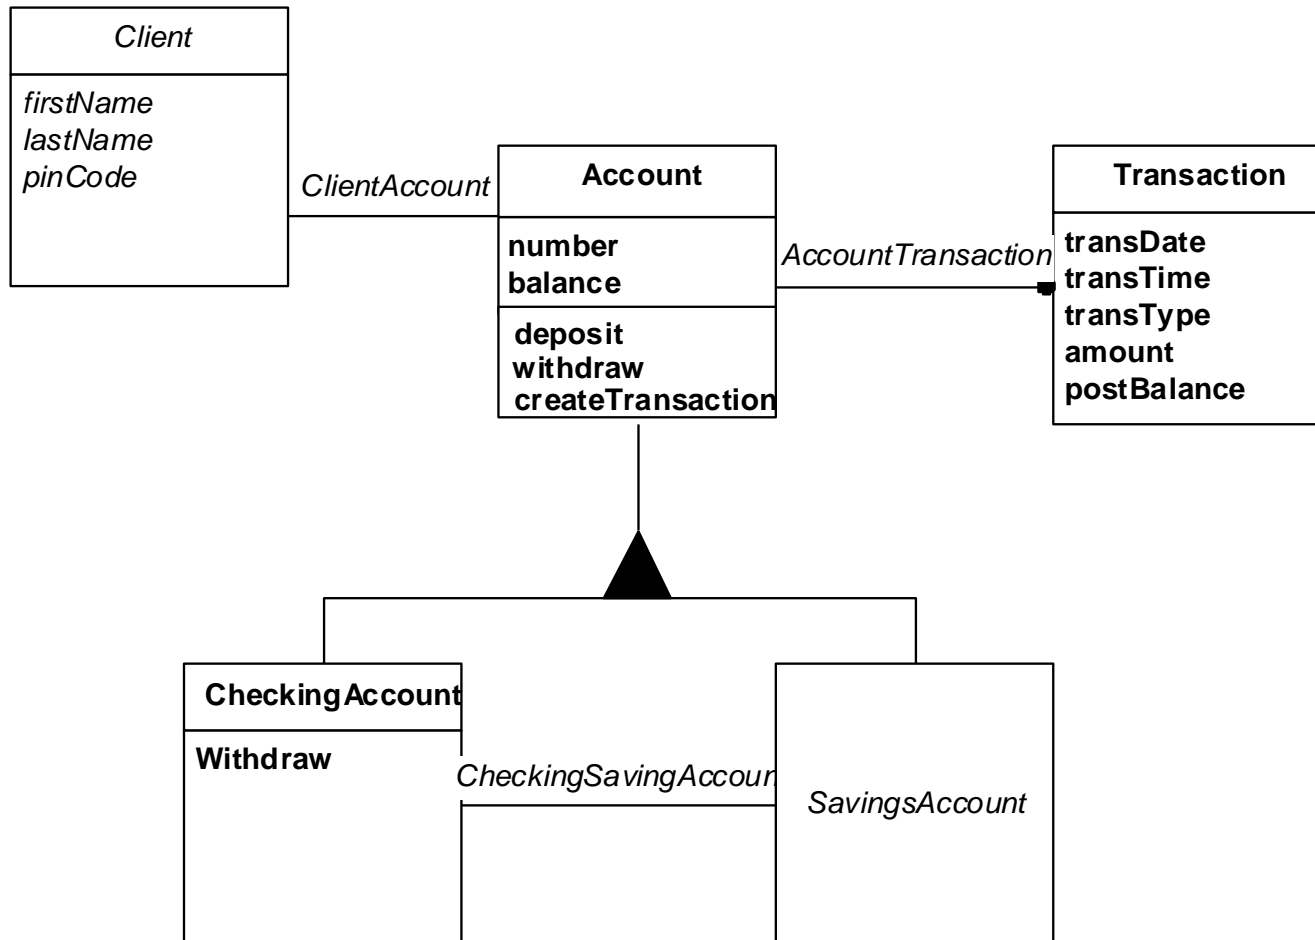 Client
firstName
lastName
pinCode
ClientAccount
Account
number
balance
deposit
withdraw
createTransaction
AccountTransaction
Transaction
transDate
transTime
transType
amount
postBalance
CheckingAccount
Withdraw
CheckingSavingAccoun
SavingsAccount